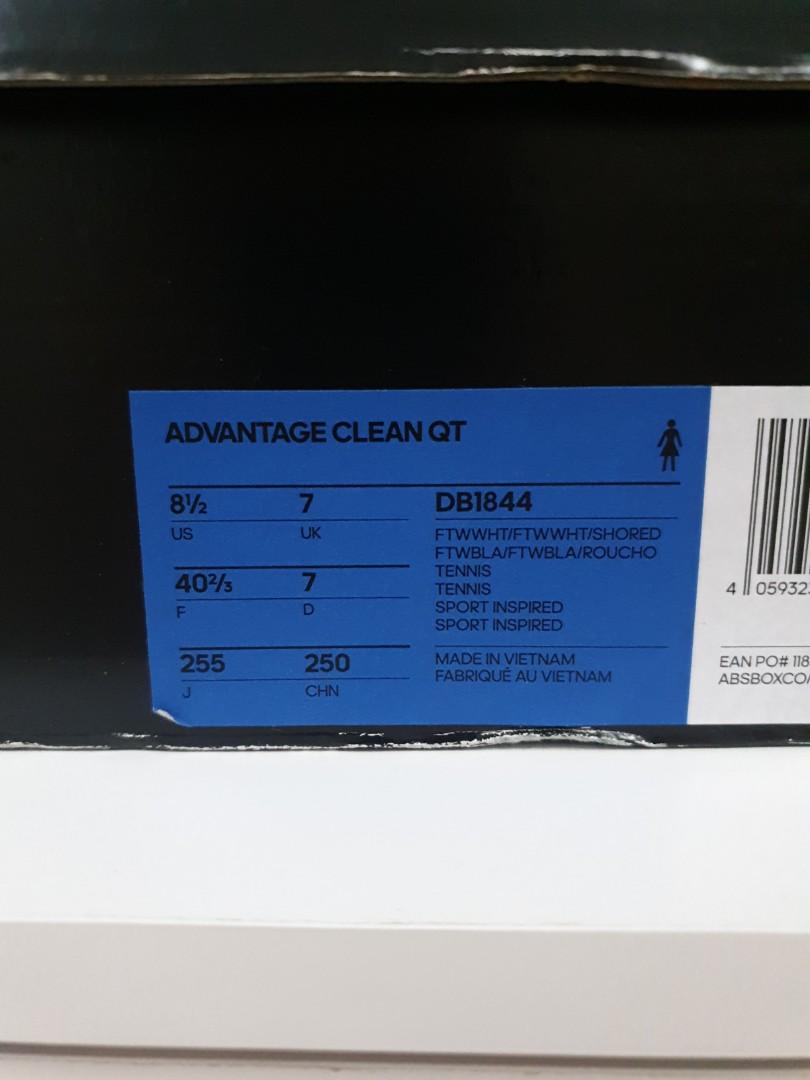 ADVANTAGE CLEAN QT
8½ 7 DB1844
US UK
FTWWHT/FTWWHT/SHORED
FTWBLA/FTWBLA/ROUCHO
TENNIS
TENNIS
SPORT INSPIRED
SPORT INSPIRED
40⅔ 7
F D
255 250
J CHN
MADE IN VIETNAM
FABRIQUÉ AU VIETNAM
4 059323
EAN PO# 118
ABSBOXCO